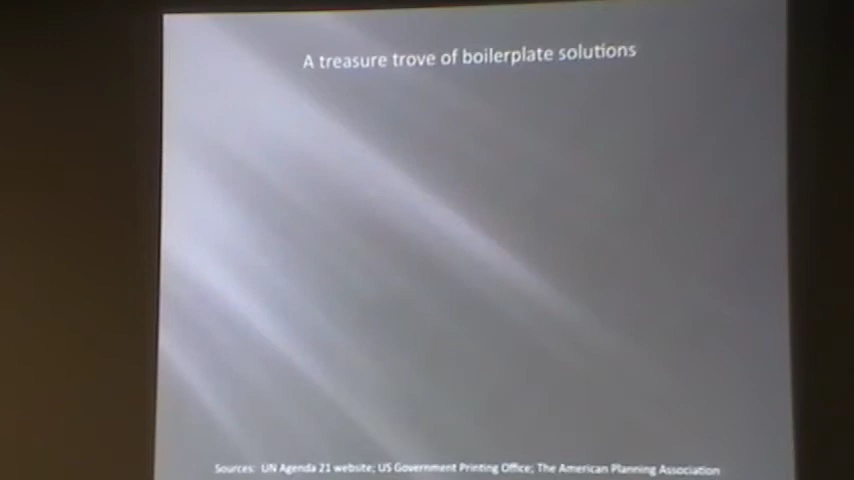 A treasure trove of boilerplate solutions
Sources: UN Agenda 21 website; US Government Printing Office; The American Planning Association